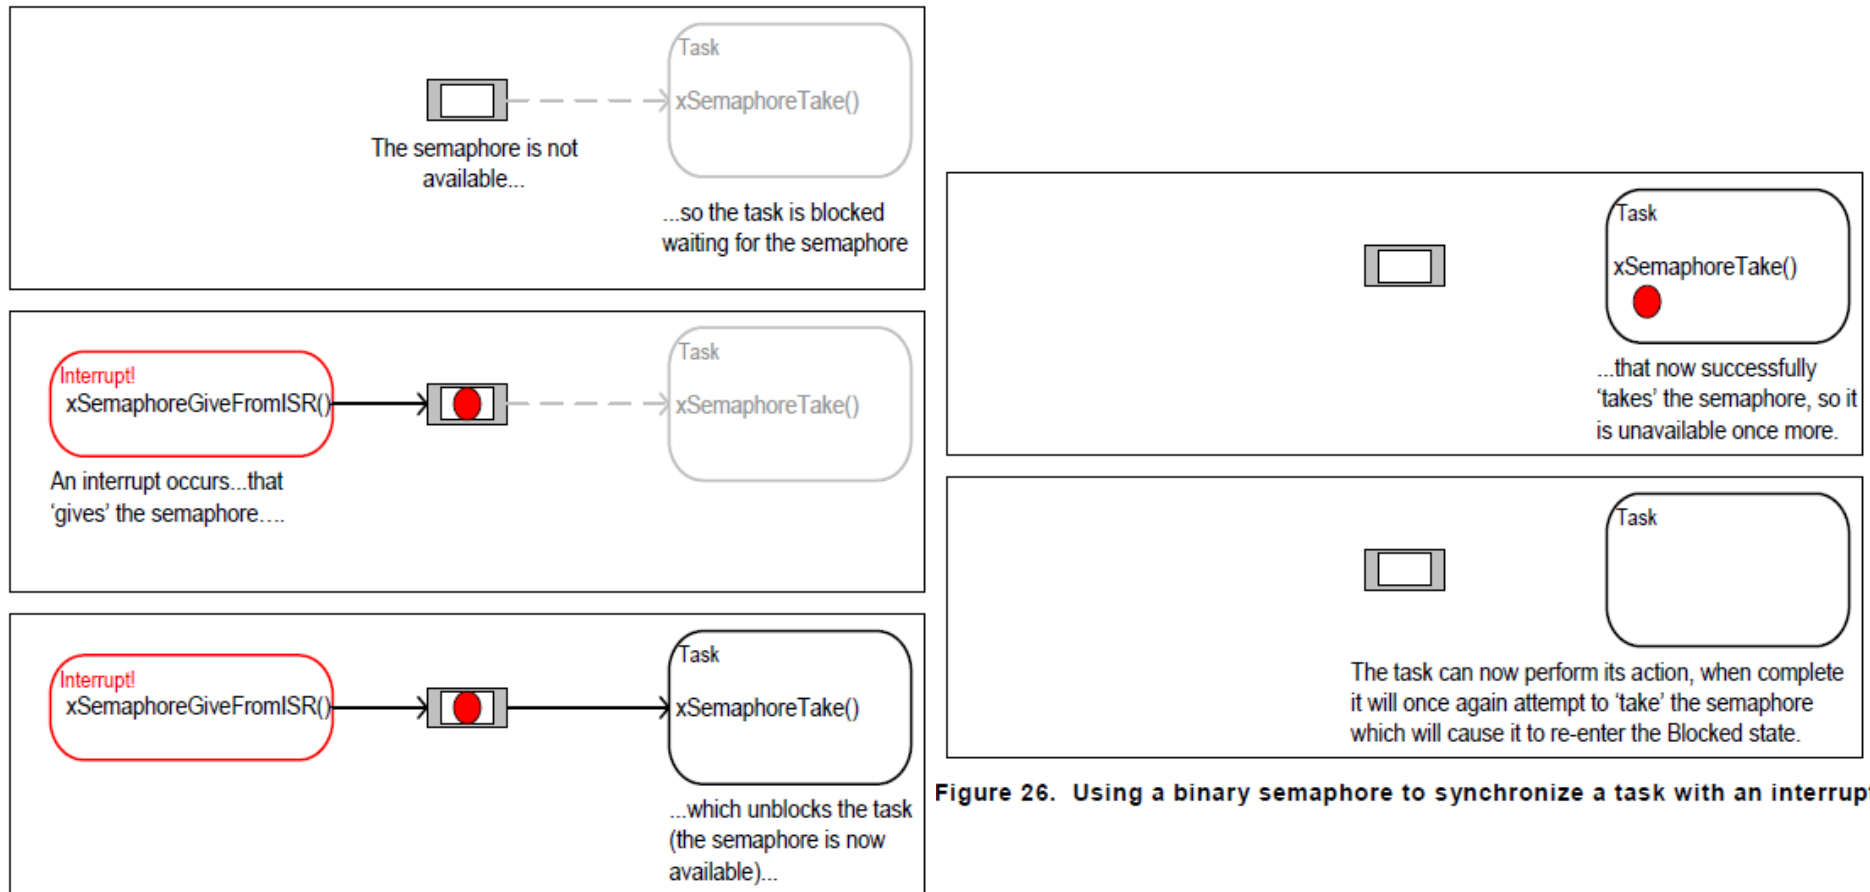 Task
xSemaphoreTake()
The semaphore is not
available...
...so the task is blocked
waiting for the semaphore
Interrupt!
xSemaphoreGiveFromISR()
Task
xSemaphoreTake()
An interrupt occurs...that
‘gives’ the semaphore....
Interrupt!
xSemaphoreGiveFromISR()
Task
xSemaphoreTake()
...which unblocks the task
(the semaphore is now
available)...
Task
xSemaphoreTake()
...that now successfully
‘takes’ the semaphore, so it
is unavailable once more.
Task
The task can now perform its action, when complete
it will once again attempt to ‘take’ the semaphore
which will cause it to re-enter the Blocked state.
Figure 26. Using a binary semaphore to synchronize a task with an interrupt